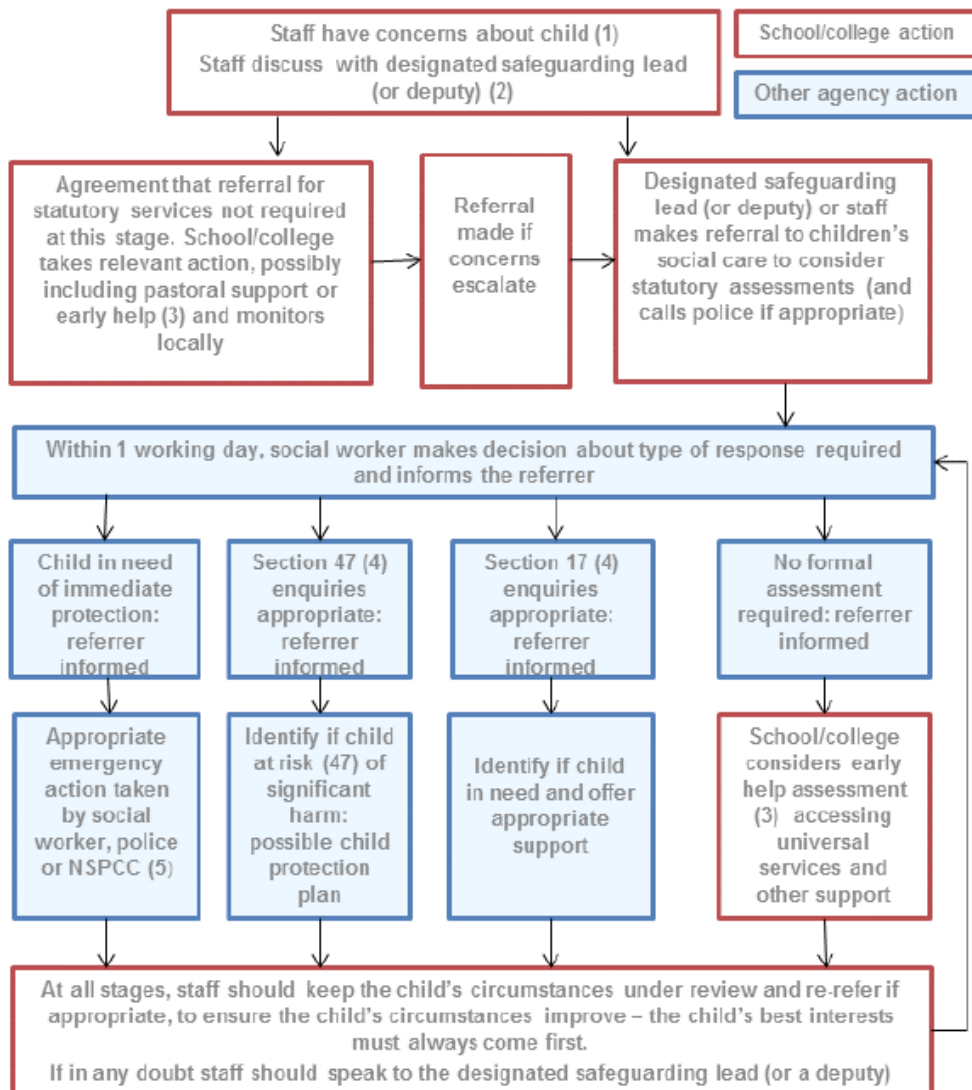 Staff have concerns about child (1)
Staff discuss with designated safeguarding lead
(or deputy) (2)
School/college action
Other agency action
Agreement that referral for
statutory services not required
at this stage. School/college
takes relevant action, possibly
including pastoral support or
early help (3) and monitors
locally
Referral
made if
concerns
escalate
Designated safeguarding
lead (or deputy) or staff
makes referral to children's
social care to consider
statutory assessments (and
calls police if appropriate)
Within 1 working day, social worker makes decision about type of response required
and informs the referrer
Child in need
of immediate
protection:
referrer
informed
Section 47 (4)
enquiries
appropriate:
referrer
informed
Section 17 (4)
enquiries
appropriate:
referrer
informed
No formal
assessment
required: referrer
informed
Appropriate
emergency
action taken
by social
worker, police
or NSPCC (5)
Identify if child
at risk (47) of
significant
harm:
possible child
protection
plan
Identify if child
in need and offer
appropriate
support
School/college
considers early
help assessment
(3) accessing
universal
services and
other support
At all stages, staff should keep the child's circumstances under review and re-refer if
appropriate, to ensure the child's circumstances improve – the child's best interests
must always come first.
If in any doubt staff should speak to the designated safeguarding lead (or a deputy)